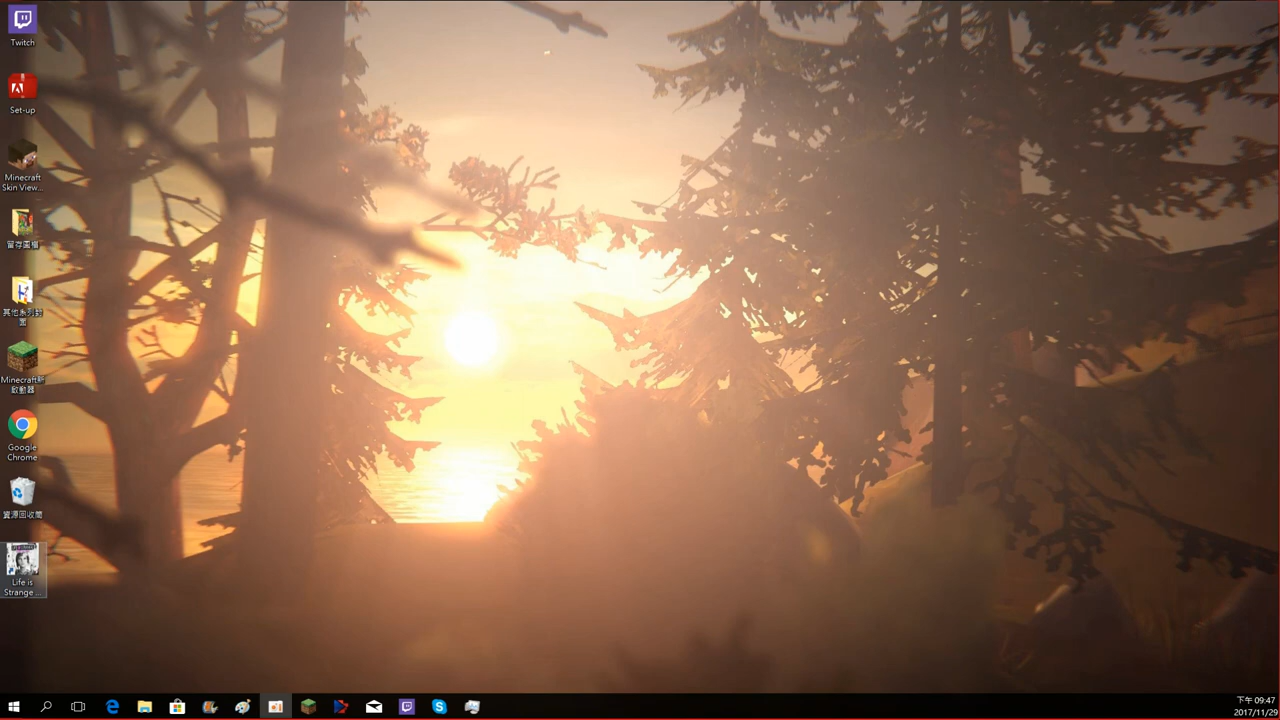 Twitch
Set-up
Minecraft
Skin View...
留存圖檔
其他系列封
面
Minecraft新
啟動器
Google
Chrome
資源回收筒
Life is
Strange ...
下午 09:47
2017/11/29